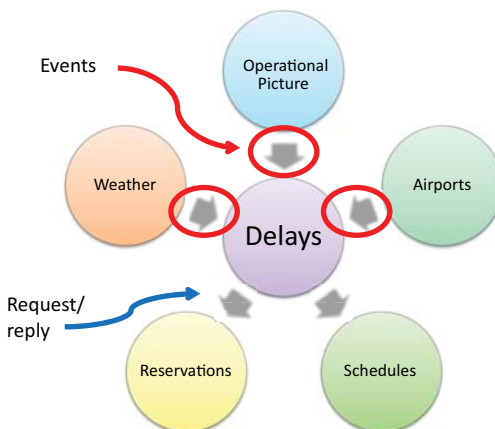 Events
Operational
Picture
Weather
Airports
Delays
Request/
reply
Reservations
Schedules